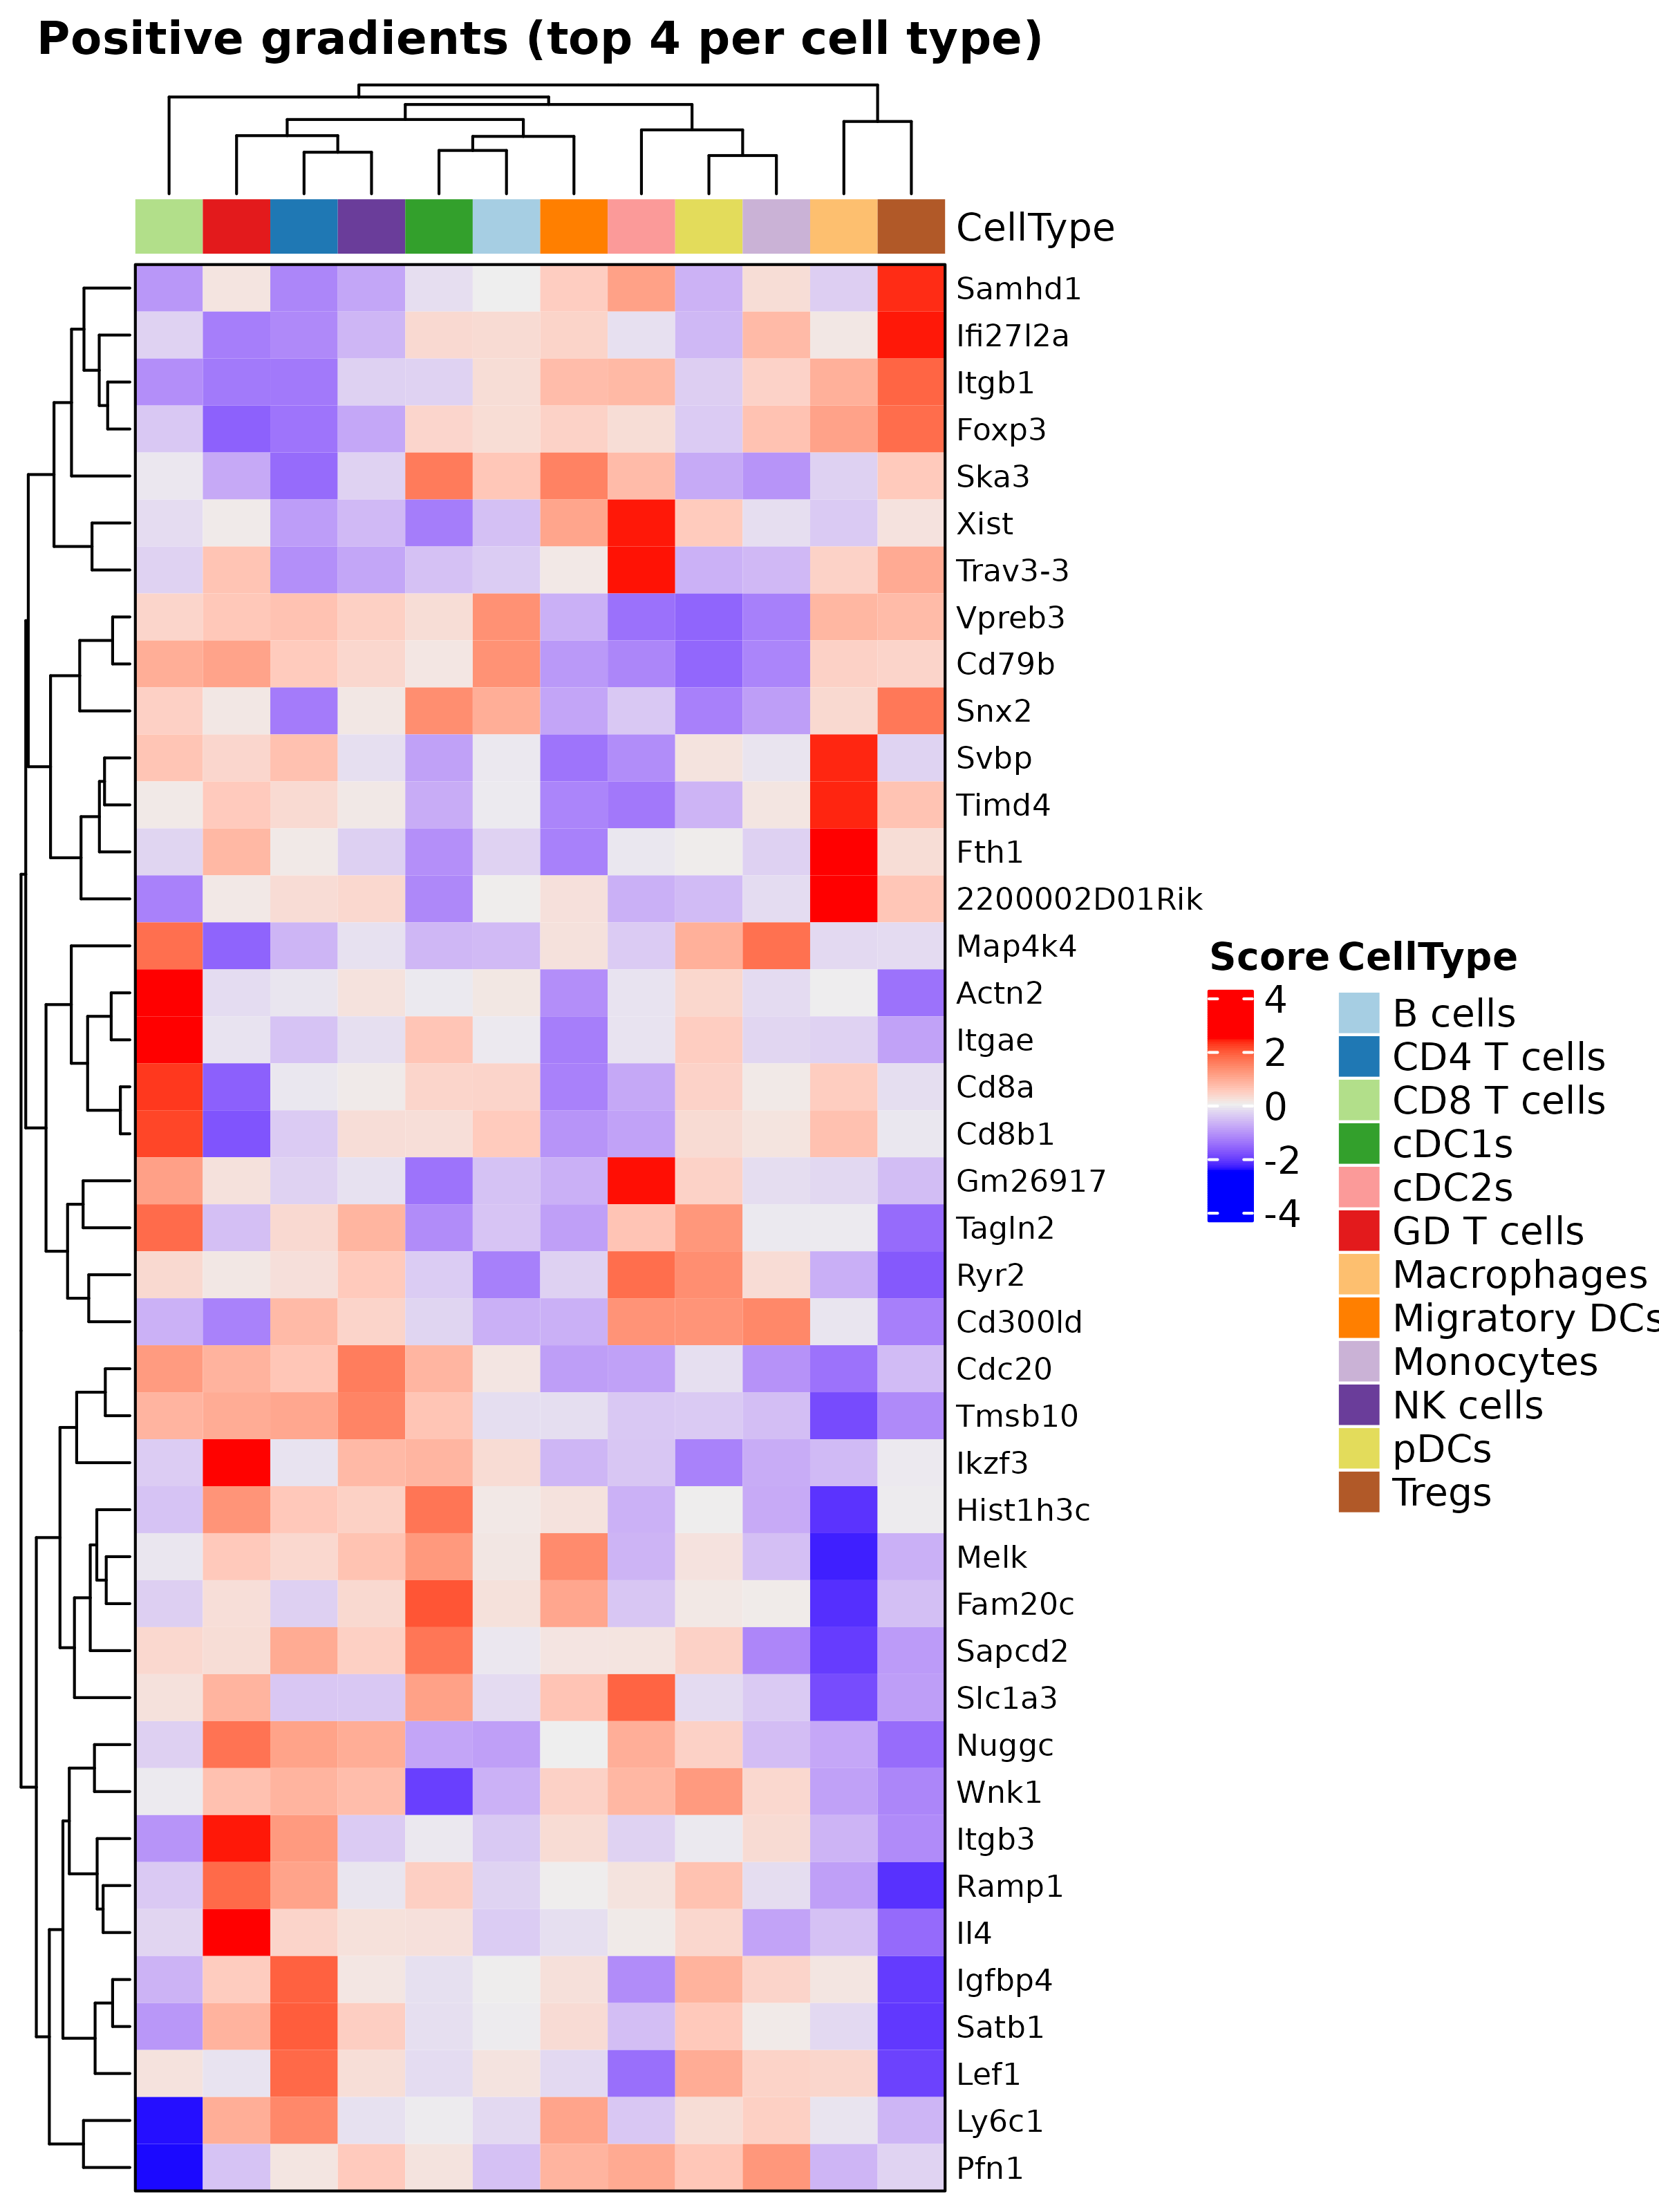 Positive gradients (top 4 per cell type)
CellType
Samhd1
Ifi27l2a
Itgb1
Foxp3
Ska3
Xist
Trav3-3
Vpreb3
Cd79b
Snx2
Svbp
Timd4
Fth1
2200002D01Rik
Map4k4
Actn2
Itgae
Cd8a
Cd8b1
Gm26917
Tagln2
Ryr2
Cd300ld
Cdc20
Tmsb10
Ikzf3
Hist1h3c
Melk
Fam20c
Sapcd2
Slc1a3
Nuggc
Wnk1
Itgb3
Ramp1
Il4
Igfbp4
Satb1
Lef1
Ly6c1
Pfn1
Score
4
2
0
-2
-4
CellType
B cells
CD4 T cells
CD8 T cells
cDC1s
cDC2s
GD T cells
Macrophages
Migratory DCs
Monocytes
NK cells
pDCs
Tregs